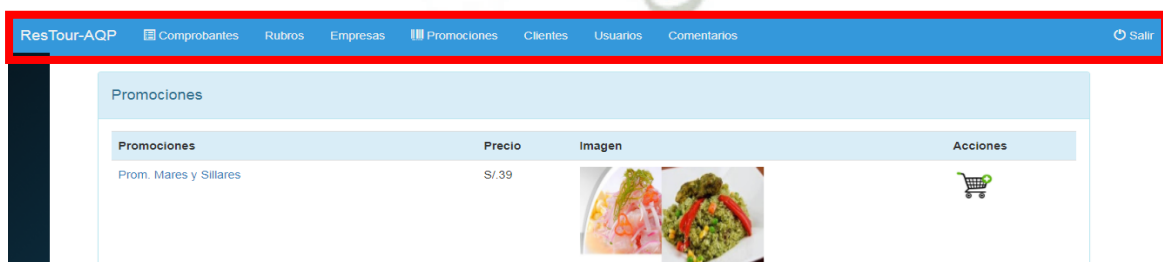 ResTour-AQP Comprobantes Rubros Empresas Promociones Clientes Usuarios Comentarios Salir
Promociones
Promociones Precio Imagen Acciones
Prom. Mares y Sillares S/.39